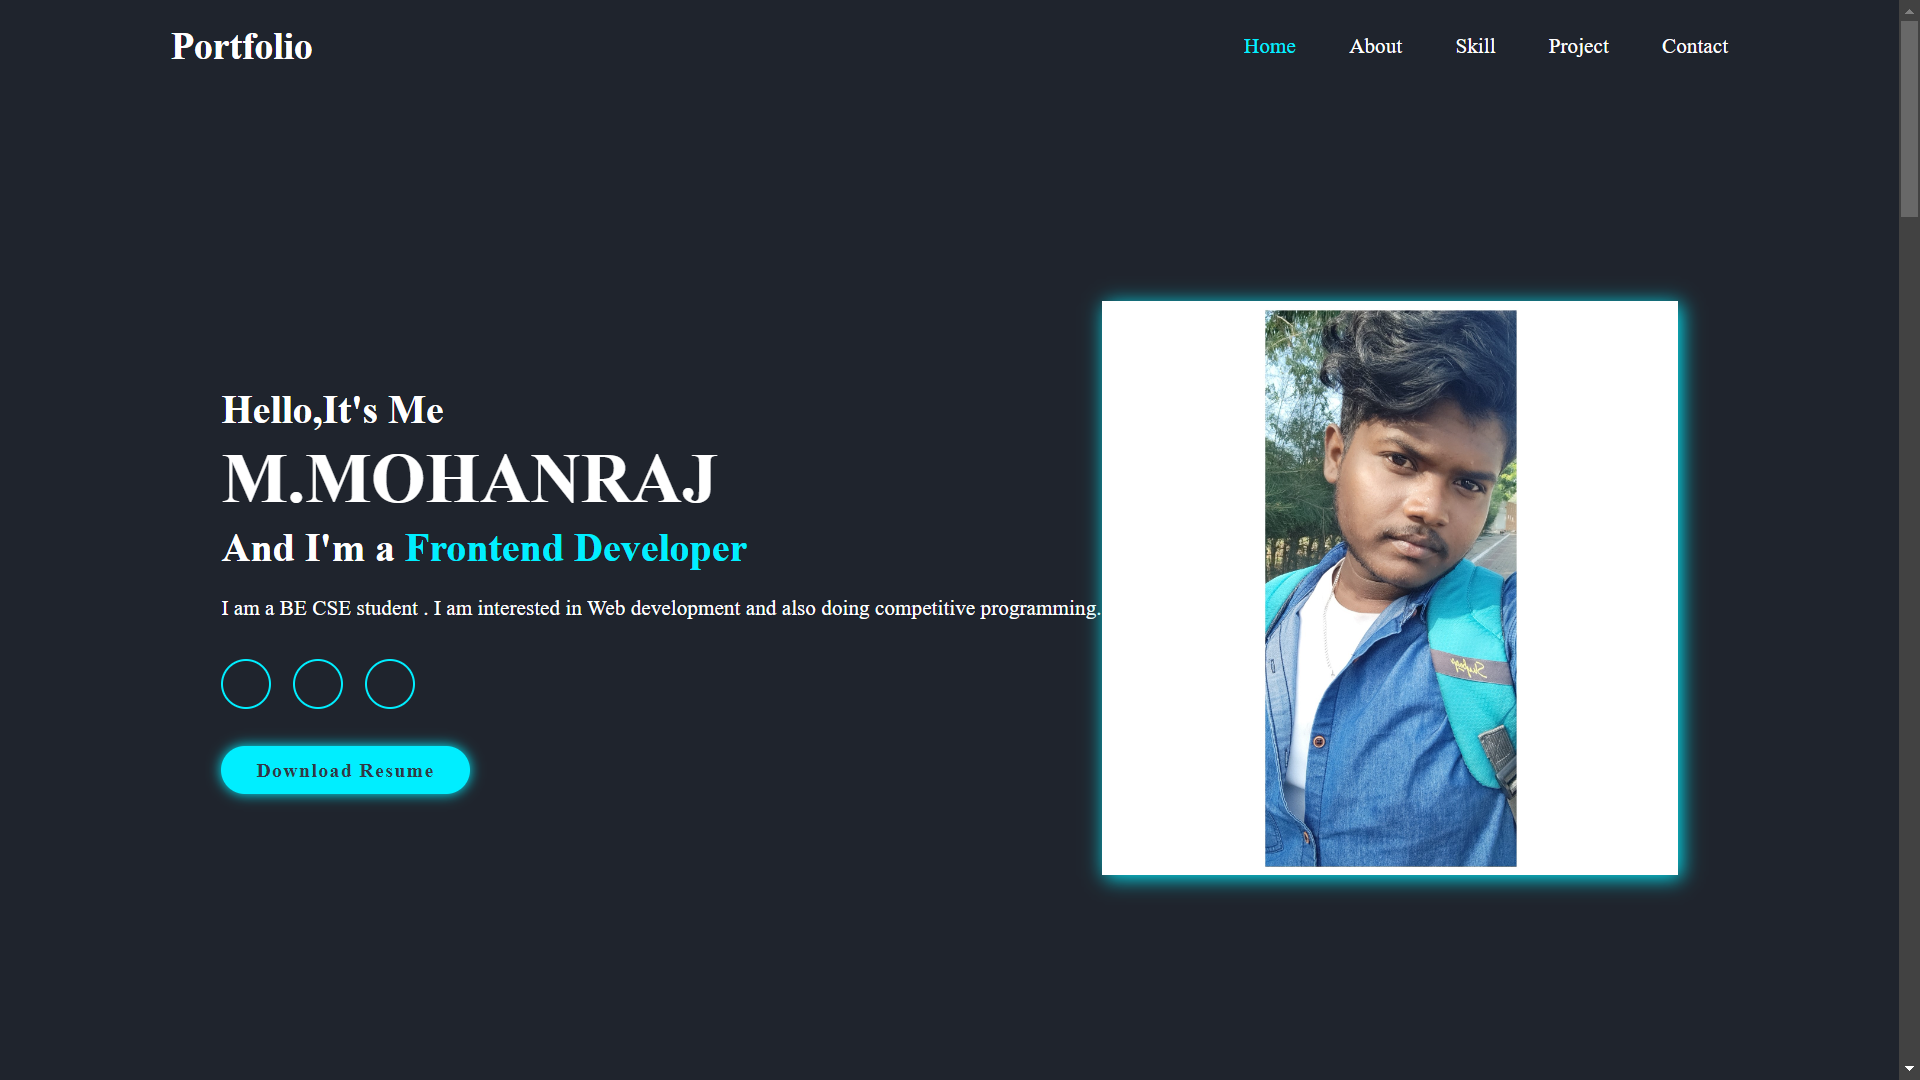 Portfolio
Home About Skill Project Contact
Hello,It's Me
M.MOHANRAJ
And I'm a Frontend Developer
I am a BE CSE student . I am interested in Web development and also doing competitive programming.
Download Resume